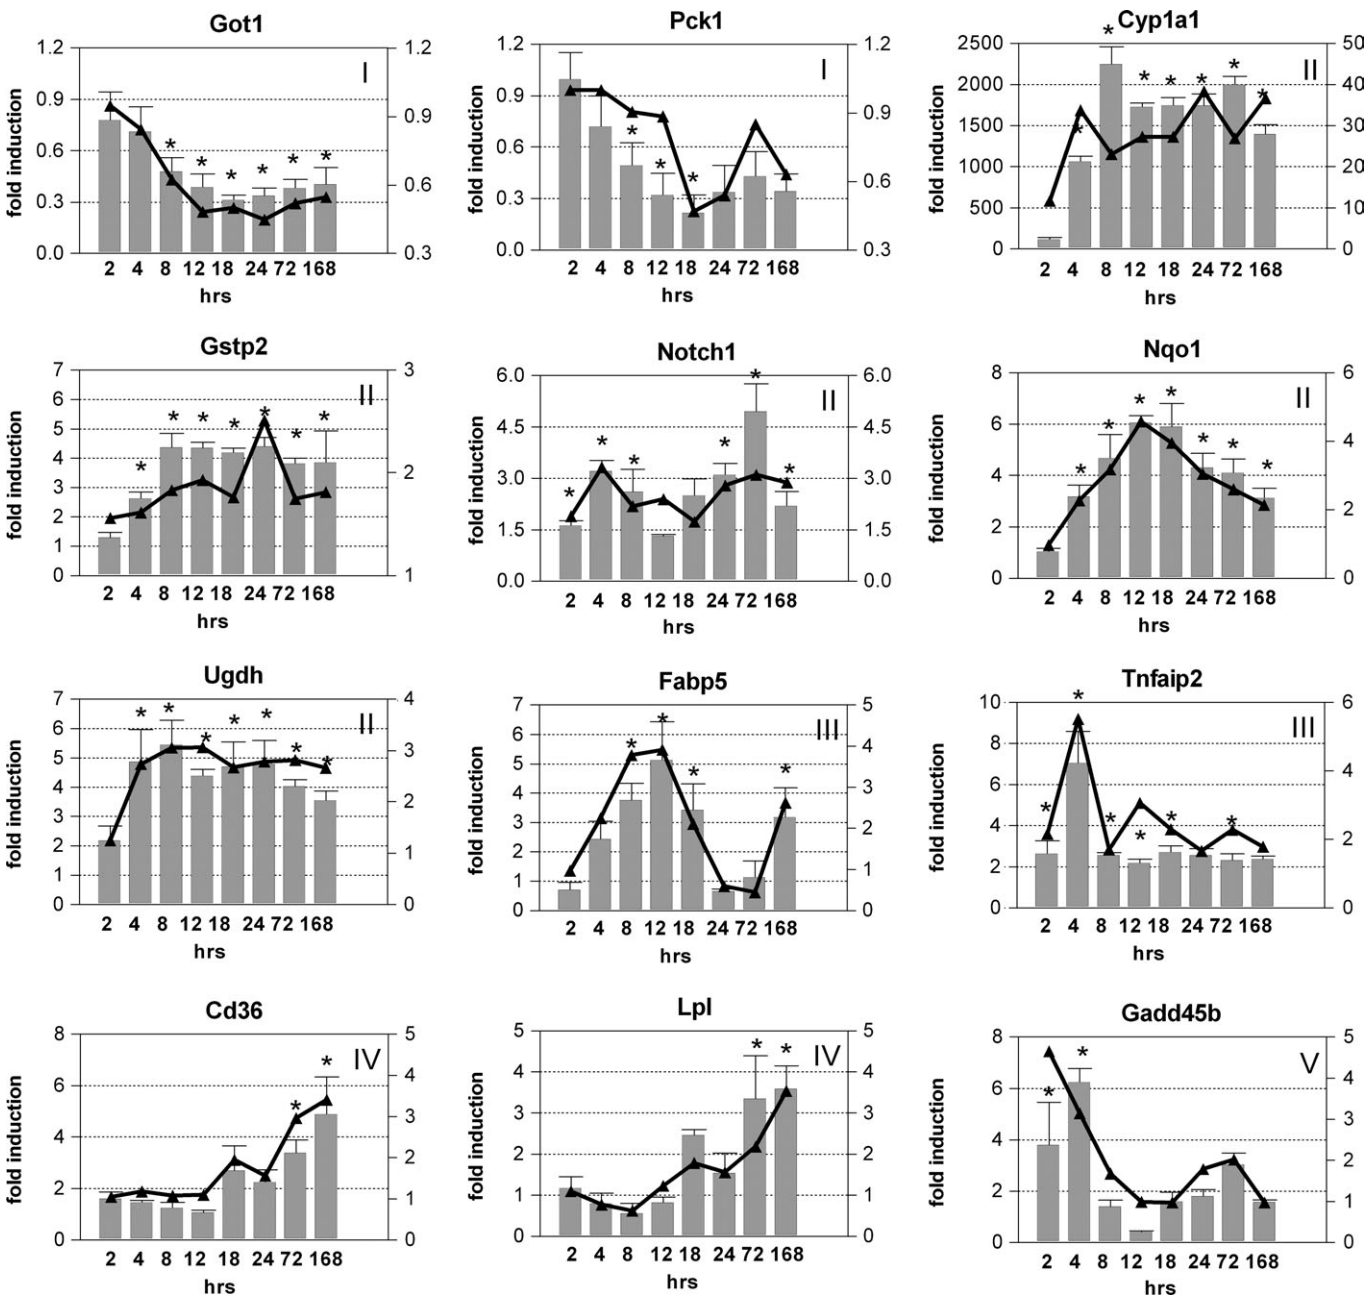 Got1
Pck1
Cyp1a1
1.2 1.2 I
0.9 0.9
0.6 0.6
0.3
0.0 0.3
fold induction
2 4 8 12 18 24 72 168
hrs
1.2 1.2 I
0.9 0.9
0.6 0.6
0.3
0.0 0.3
fold induction
2 4 8 12 18 24 72 168
hrs
2500 50 II
2000 40
1500 30
1000 20
500 10
0 0
fold induction
2 4 8 12 18 24 72 168
hrs
Gstp2
Notch1
Nqo1
7 3 II
6
5
4 2
3
2
1
0 1
fold induction
2 4 8 12 18 24 72 168
hrs
6.0 6.0 II
4.5 4.5
3.0 3.0
1.5 1.5
0.0 0.0
fold induction
2 4 8 12 18 24 72 168
hrs
8 6 II
6 4
4
2 2
0 0
fold induction
2 4 8 12 18 24 72 168
hrs
Ugdh
Fabp5
Tnfaip2
7 4 II
6
5 3
4
3 2
2
1 1
0 0
fold induction
2 4 8 12 18 24 72 168
hrs
7 5 III
6 4
5
4 3
3 2
2
1 1
0 0
fold induction
2 4 8 12 18 24 72 168
hrs
10 6 III
8
6 4
4
2 2
0 0
fold induction
2 4 8 12 18 24 72 168
hrs
Cd36
Lpl
Gadd45b
8 5 IV
6 4
3
4 2
2 1
0 0
fold induction
2 4 8 12 18 24 72 168
hrs
5 5 IV
4 4
3 3
2 2
1 1
0 0
fold induction
2 4 8 12 18 24 72 168
hrs
8 5 V
6 4
3
4 2
2 1
0 0
fold induction
2 4 8 12 18 24 72 168
hrs